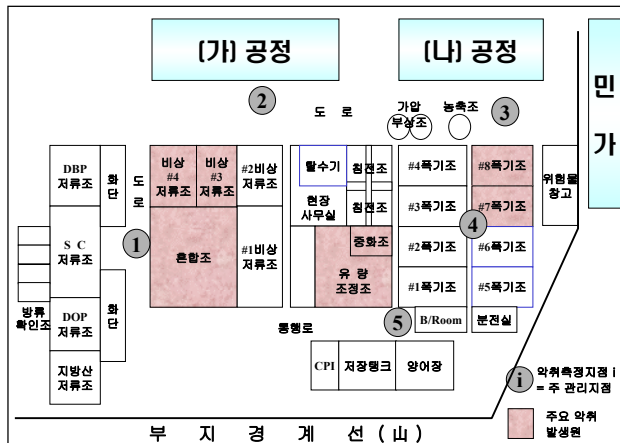 (가) 공정
(나) 공정
민
가
2
도 로
가압
부상조
농축조
3
DBP
저류조
화
단
도
로
비상
#4
저류조
비상
#3
저류조
#2비상
저류조
탈수기
침전조
현장
사무실
침전조
#4폭기조
#8폭기조
위험물
창고
#3폭기조
#7폭기조
4
S C
저류조
1
혼합조
#1비상
저류조
중화조
유 량
조정조
#2폭기조
#6폭기조
#1폭기조
#5폭기조
방류
확인조
DOP
저류조
화
단
통행로
5
B/Room
분전실
지방산
저류조
CPI
저장탱크
양어장
i
악취측정지점 i
= 주 관리지점
주요 악취
발생원
부 지 경 계 선 (山)